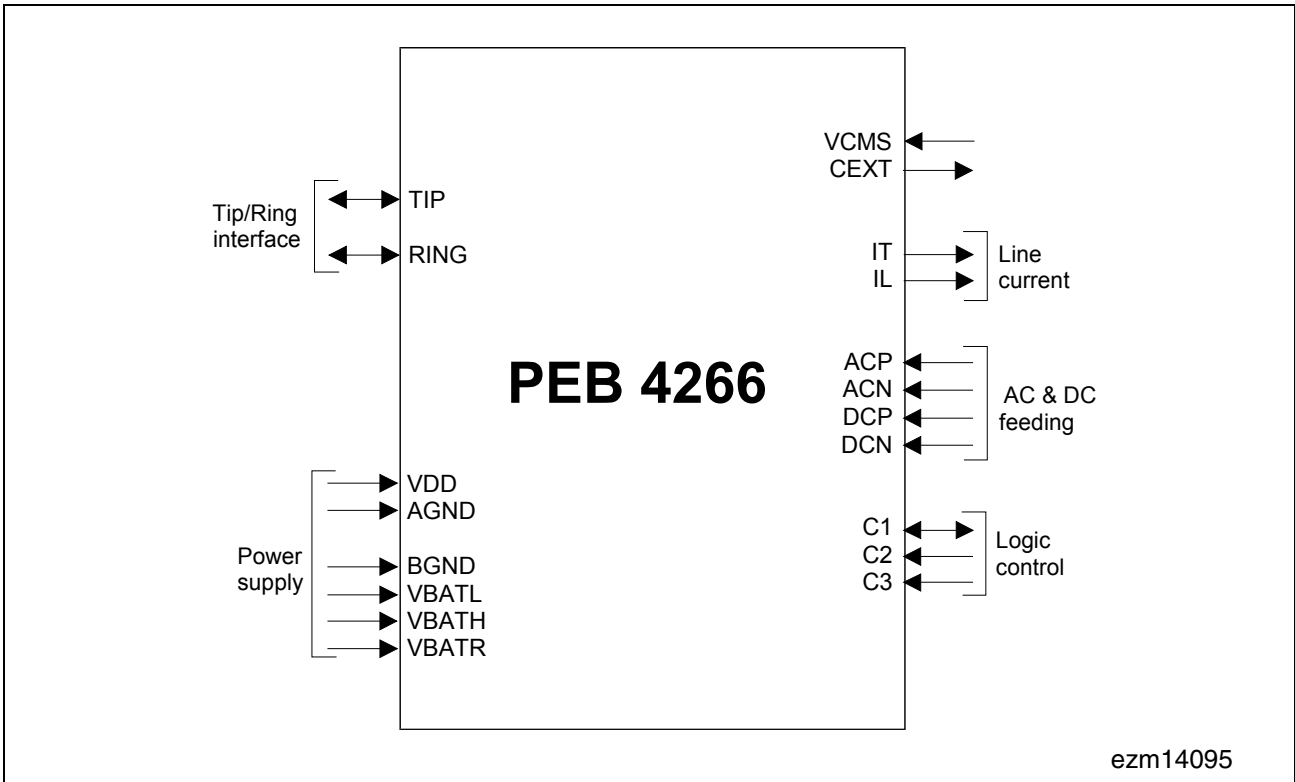 VCMS
CEXT
Tip/Ring
interface
TIP
RING
IT
IL
Line
current
PEB 4266
ACP
ACN
DCP
DCN
AC & DC
feeding
Power
supply
VDD
AGND
BGND
VBATL
VBATH
VBATR
C1
C2
C3
Logic
control
ezm14095